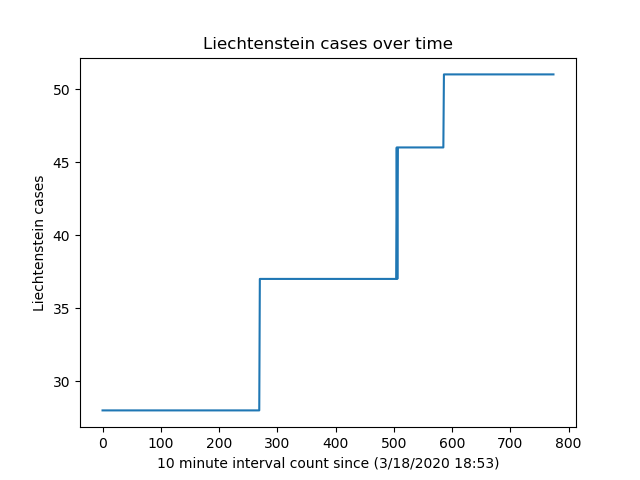 Liechtenstein cases over time
Liechtenstein cases
50
45
40
35
30
0 100 200 300 400 500 600 700 800
10 minute interval count since (3/18/2020 18:53)